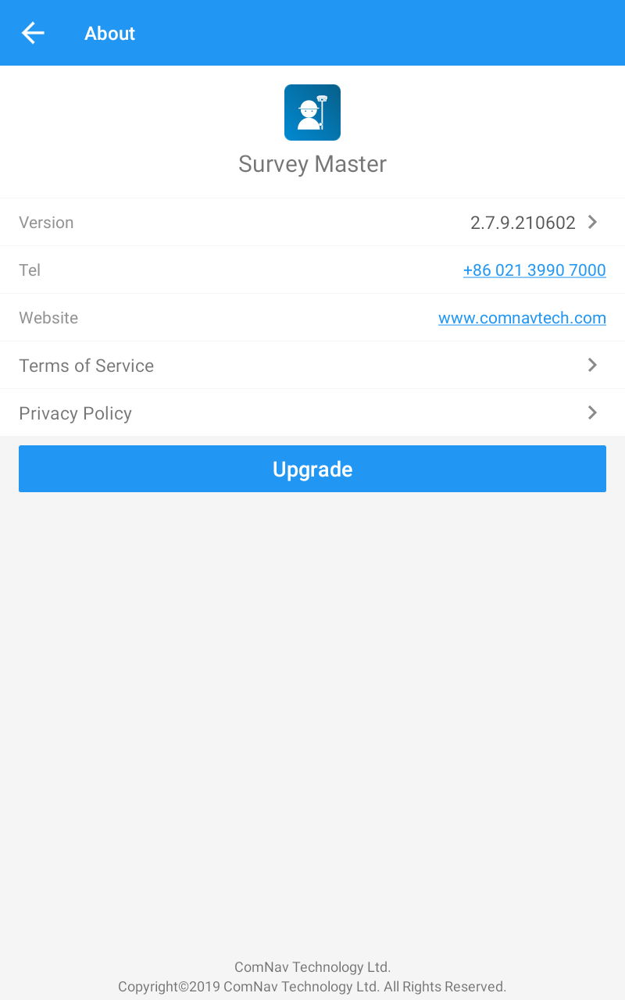 About
Survey Master
Version 2.7.9.210602
Tel +86 021 3990 7000
Website www.comnavtech.com
Terms of Service
Privacy Policy
Upgrade
ComNav Technology Ltd.
Copyright©2019 ComNav Technology Ltd. All Rights Reserved.